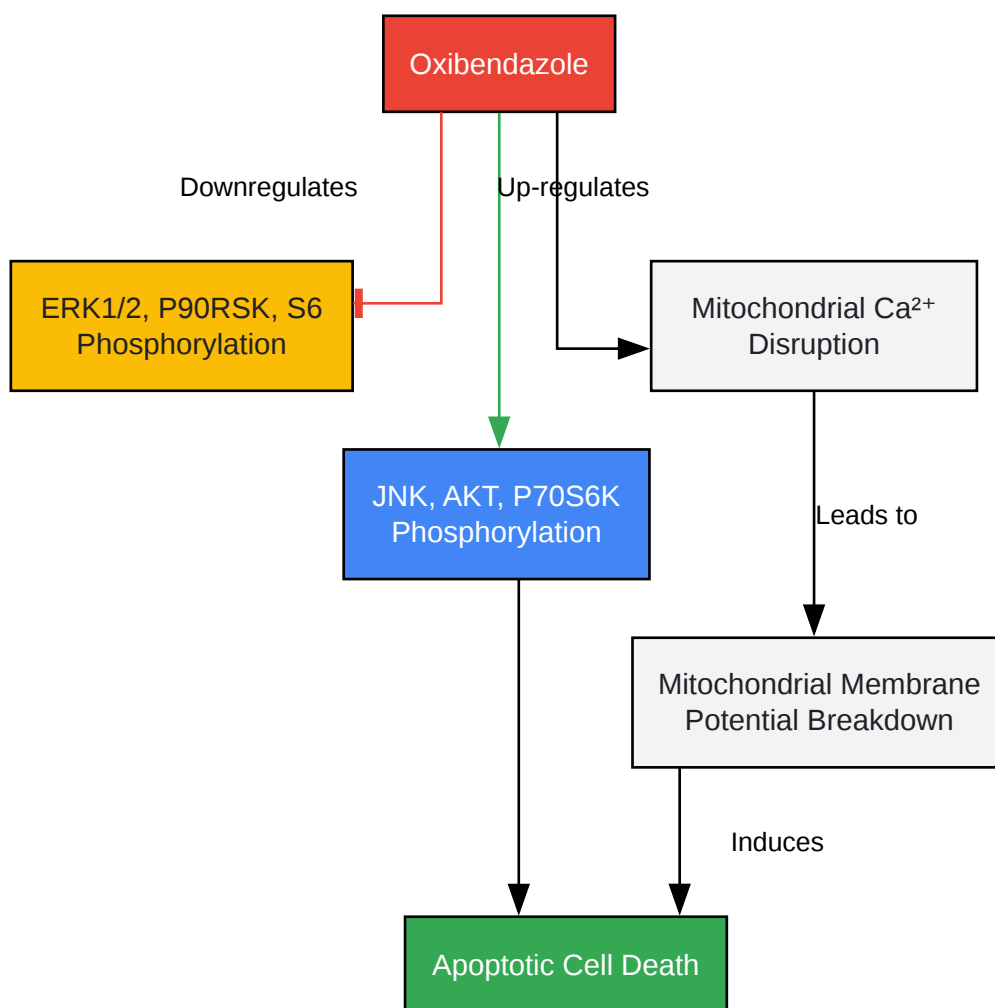 Oxibendazole
Downregulates
Up-regulates
ERK1/2, P90RSK, S6
Phosphorylation
Mitochondrial Ca²⁺
Disruption
JNK, AKT, P70S6K
Phosphorylation
Leads to
Mitochondrial Membrane
Potential Breakdown
Induces
Apoptotic Cell Death